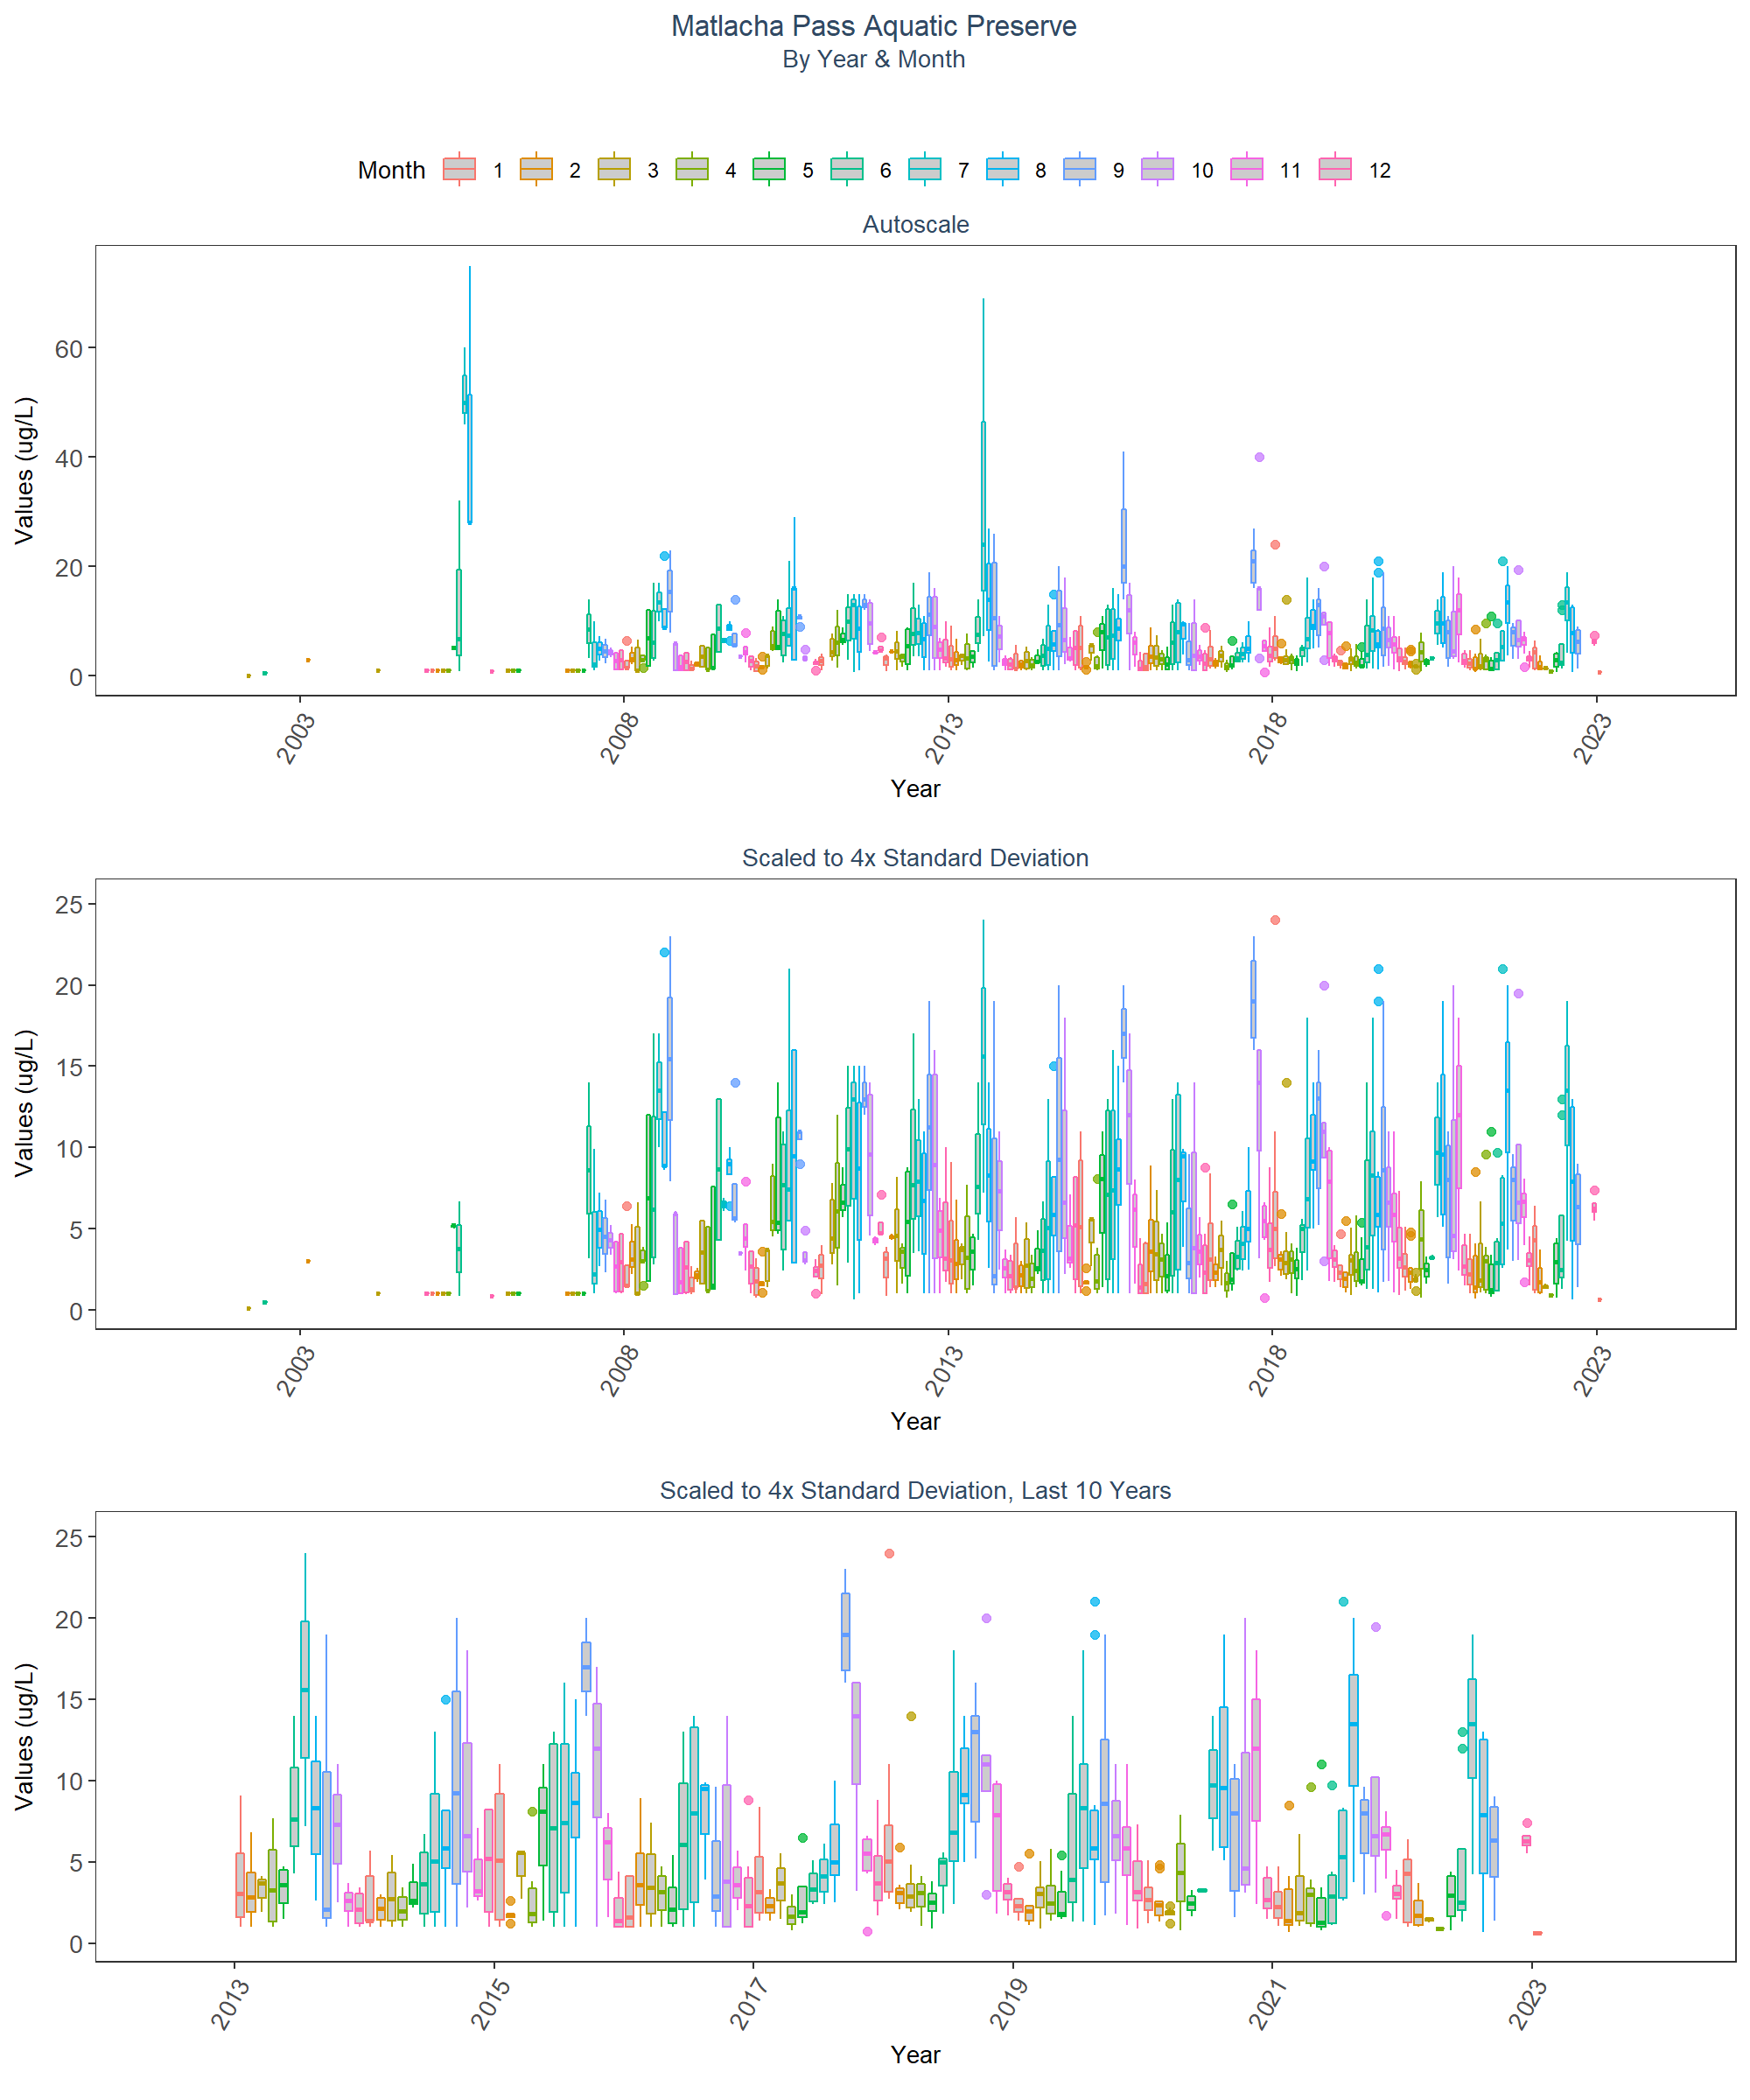 Matlacha Pass Aquatic Preserve
By Year & Month
Month 1 2 3 4 5 6 7 8 9 10 11 12
Autoscale
Values (ug/L)
60
40
20
0
2003 2008 2013 2018 2023
Year
Scaled to 4x Standard Deviation
Values (ug/L)
25
20
15
10
5
0
2003 2008 2013 2018 2023
Year
Scaled to 4x Standard Deviation, Last 10 Years
Values (ug/L)
25
20
15
10
5
0
2013 2015 2017 2019 2021 2023
Year